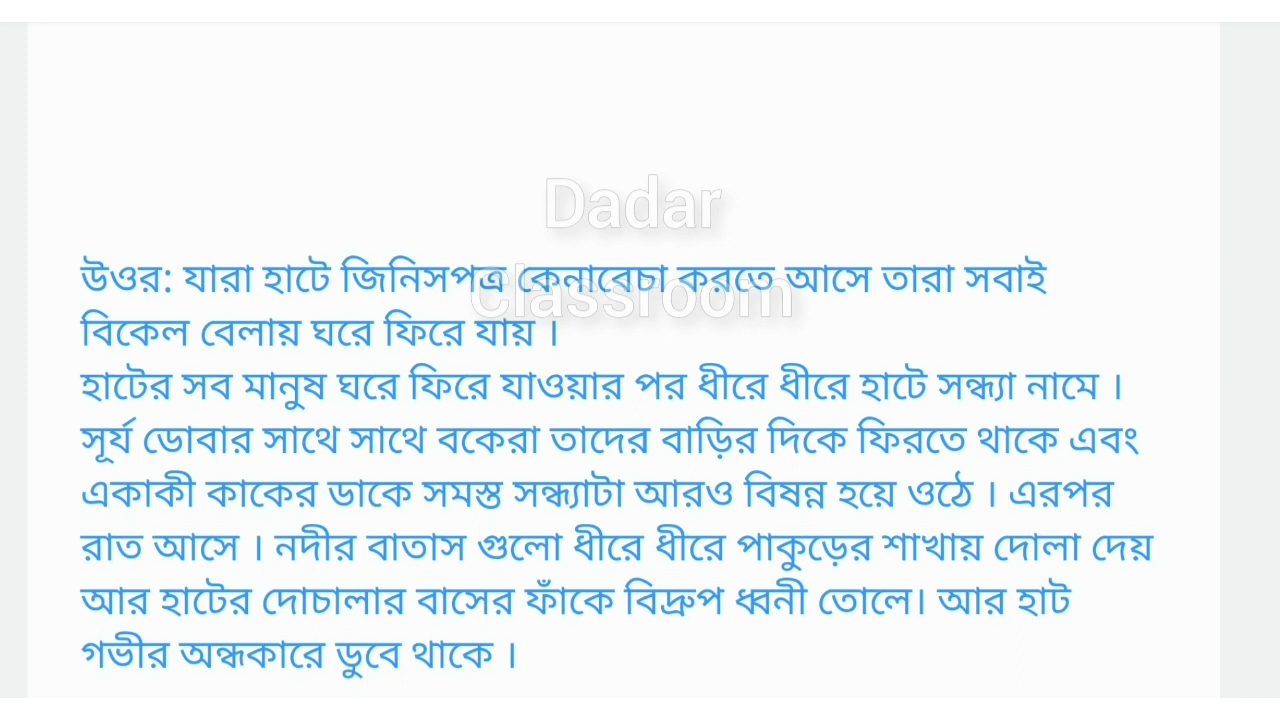 Dadar
Classroom
উওর: যারা হাটে জিনিসপত্র কেনাবেচা করতে আসে তারা সবাই
বিকেল বেলায় ঘরে ফিরে যায় ।
হাটের সব মানুষ ঘরে ফিরে যাওয়ার পর ধীরে ধীরে হাটে সন্ধ্যা নামে ।
সূর্য ডোবার সাথে সাথে বকেরা তাদের বাড়ির দিকে ফিরতে থাকে এবং
একাকী কাকের ডাকে সমস্ত সন্ধ্যাটা আরও বিষন্ন হয়ে ওঠে । এরপর
রাত আসে । নদীর বাতাস গুলো ধীরে ধীরে পাকুড়ের শাখায় দোলা দেয়
আর হাটের দোচালার বাসের ফাঁকে বিদ্রুপ ধ্বনী তোলে। আর হাট
গভীর অন্ধকারে ডুবে থাকে ।